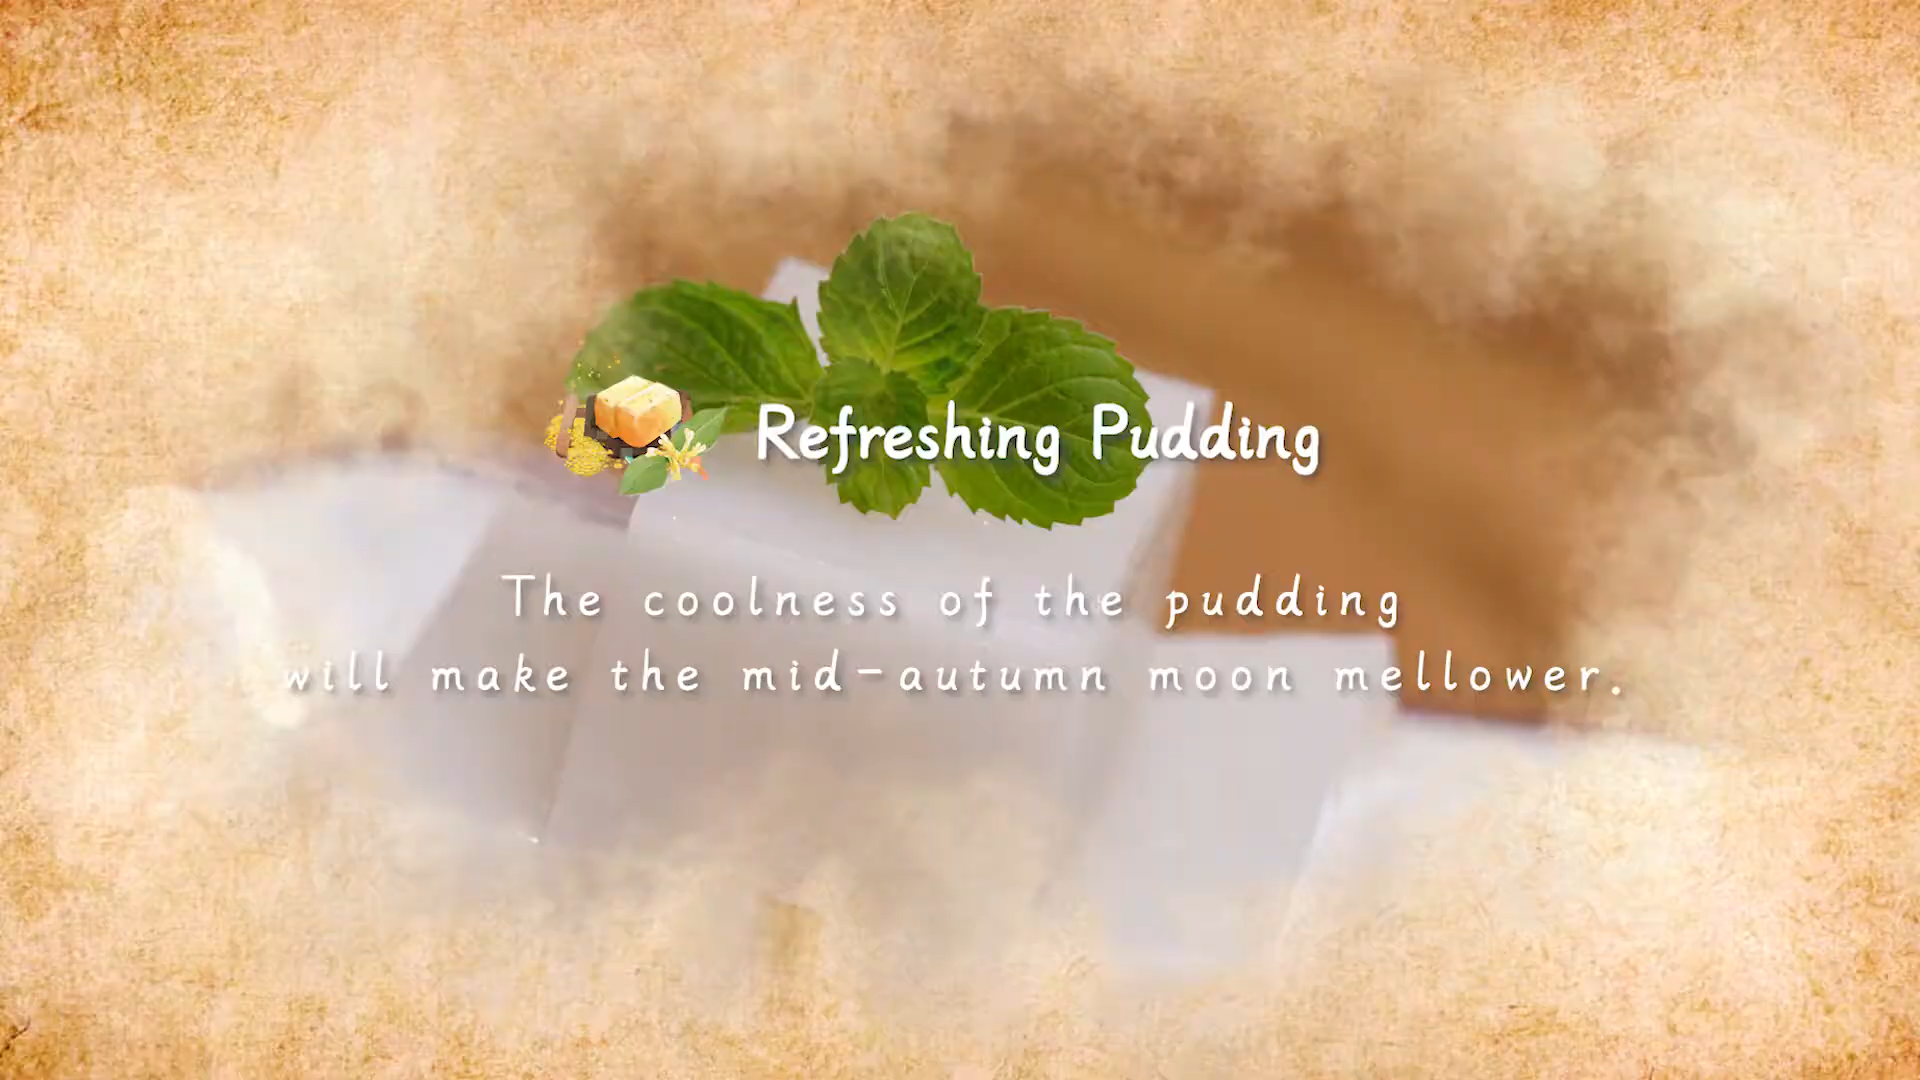 Refreshing Pudding
The coolness of the pudding
will make the mid-autumn moon mellower.